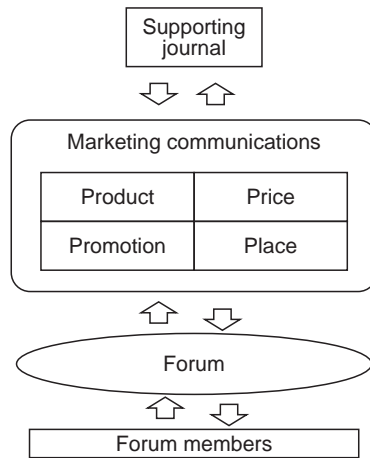 Supporting
journal
Marketing communications
Product
Price
Promotion
Place
Forum
Forum members